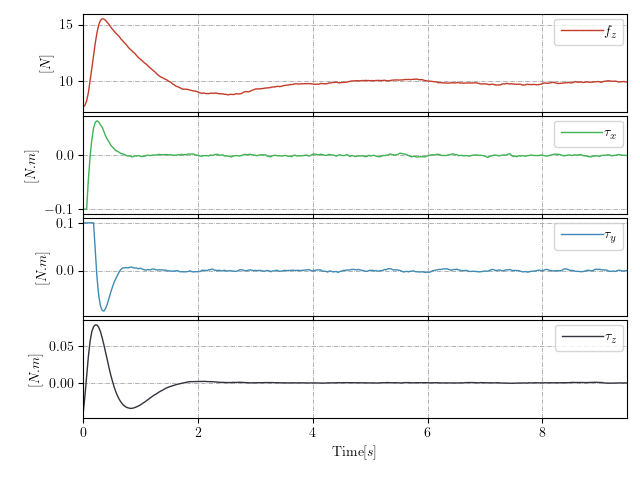 15
10
[N]
f_z
0.0
−0.1
[N.m]
τ_x
0.1
0.0
[N.m]
τ_y
0.05
0.00
[N.m]
τ_z
0 2 4 6 8
Time[s]